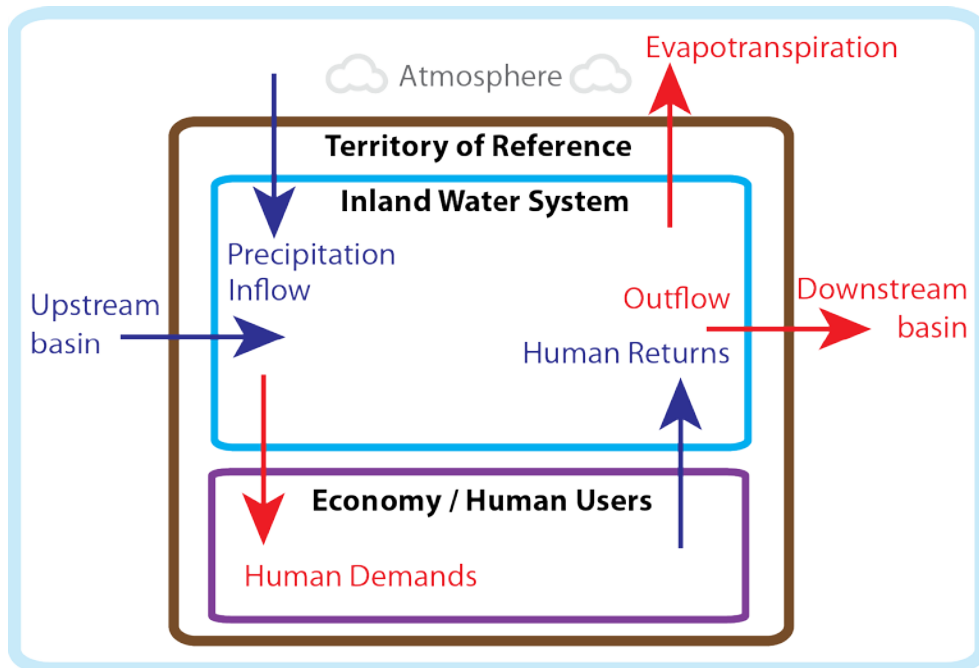 Evapotranspiration
Atmosphere
Territory of Reference
Inland Water System
Precipitation
Inflow
Upstream
basin
Outflow
Downstream
basin
Human Returns
Economy / Human Users
Human Demands